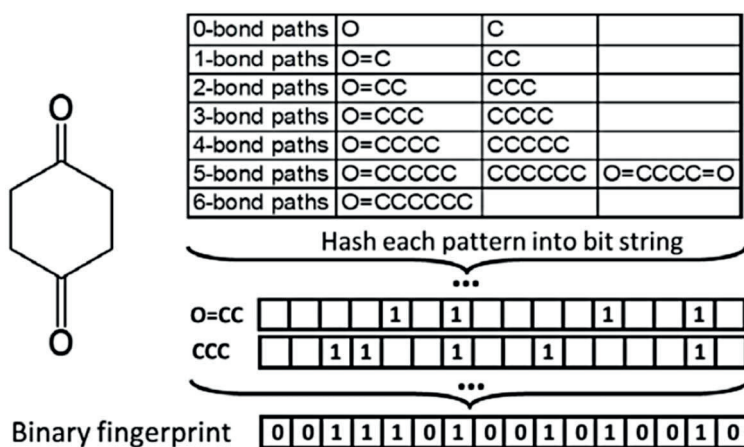 O
O
0-bond paths O C
1-bond paths O=C CC
2-bond paths O=CC CCC
3-bond paths O=CCC CCCC
4-bond paths O=CCCC CCCCC
5-bond paths O=CCCCC CCCCCC O=CCCC=O
6-bond paths O=CCCCCC
Hash each pattern into bit string
...
O=CC 1 1 1 1
CCC 1 1 1 1 1
...
Binary fingerprint 0 0 1 1 1 0 1 0 0 1 0 1 0 0 1 0